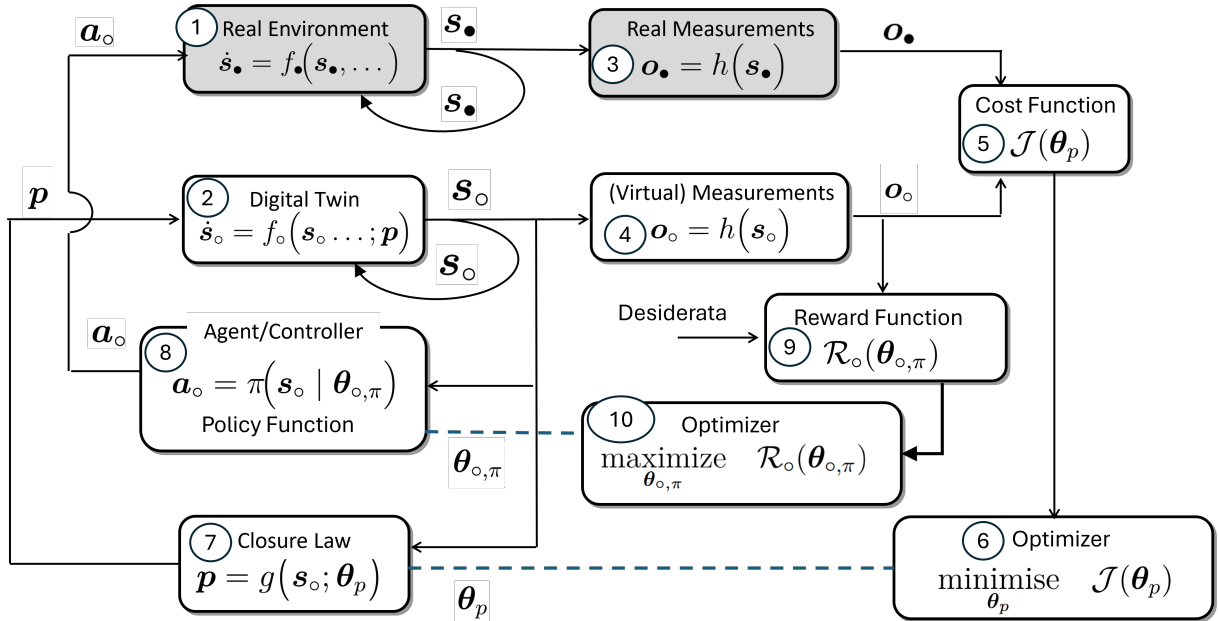 𝒂∘
1
Real Environment
ṡ• = f•(s•, . . . )
s•
s•
3
Real Measurements
o• = h(s•)
o•
Cost Function
5
𝒥(θₚ)
p
2
Digital Twin
ṡ∘ = f∘(s∘ . . . ; p)
s∘
s∘
(Virtual) Measurements
4
o∘ = h(s∘)
o∘
Desiderata
Reward Function
9
ℛ∘(θ∘,π)
a∘
8
Agent/Controller
a∘ = π(s∘ | θ∘,π)
Policy Function
θ∘,π
10
Optimizer
maximize ℛ∘(θ∘,π)
θ∘,π
7
Closure Law
p = g(s∘; θₚ)
θₚ
6
Optimizer
minimise 𝒥(θₚ)
θₚ